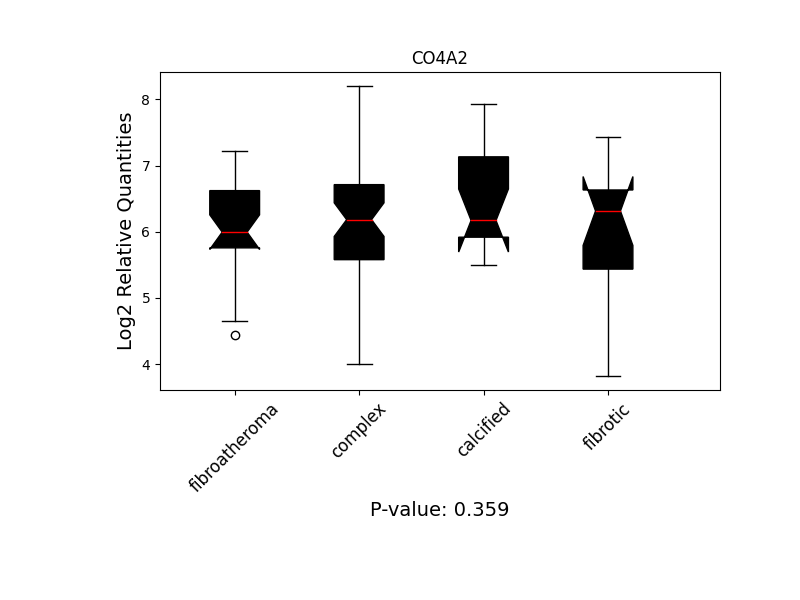 CO4A2
Log2 Relative Quantities
8
7
6
5
4
fibroatheroma
complex
calcified
fibrotic
P-value: 0.359